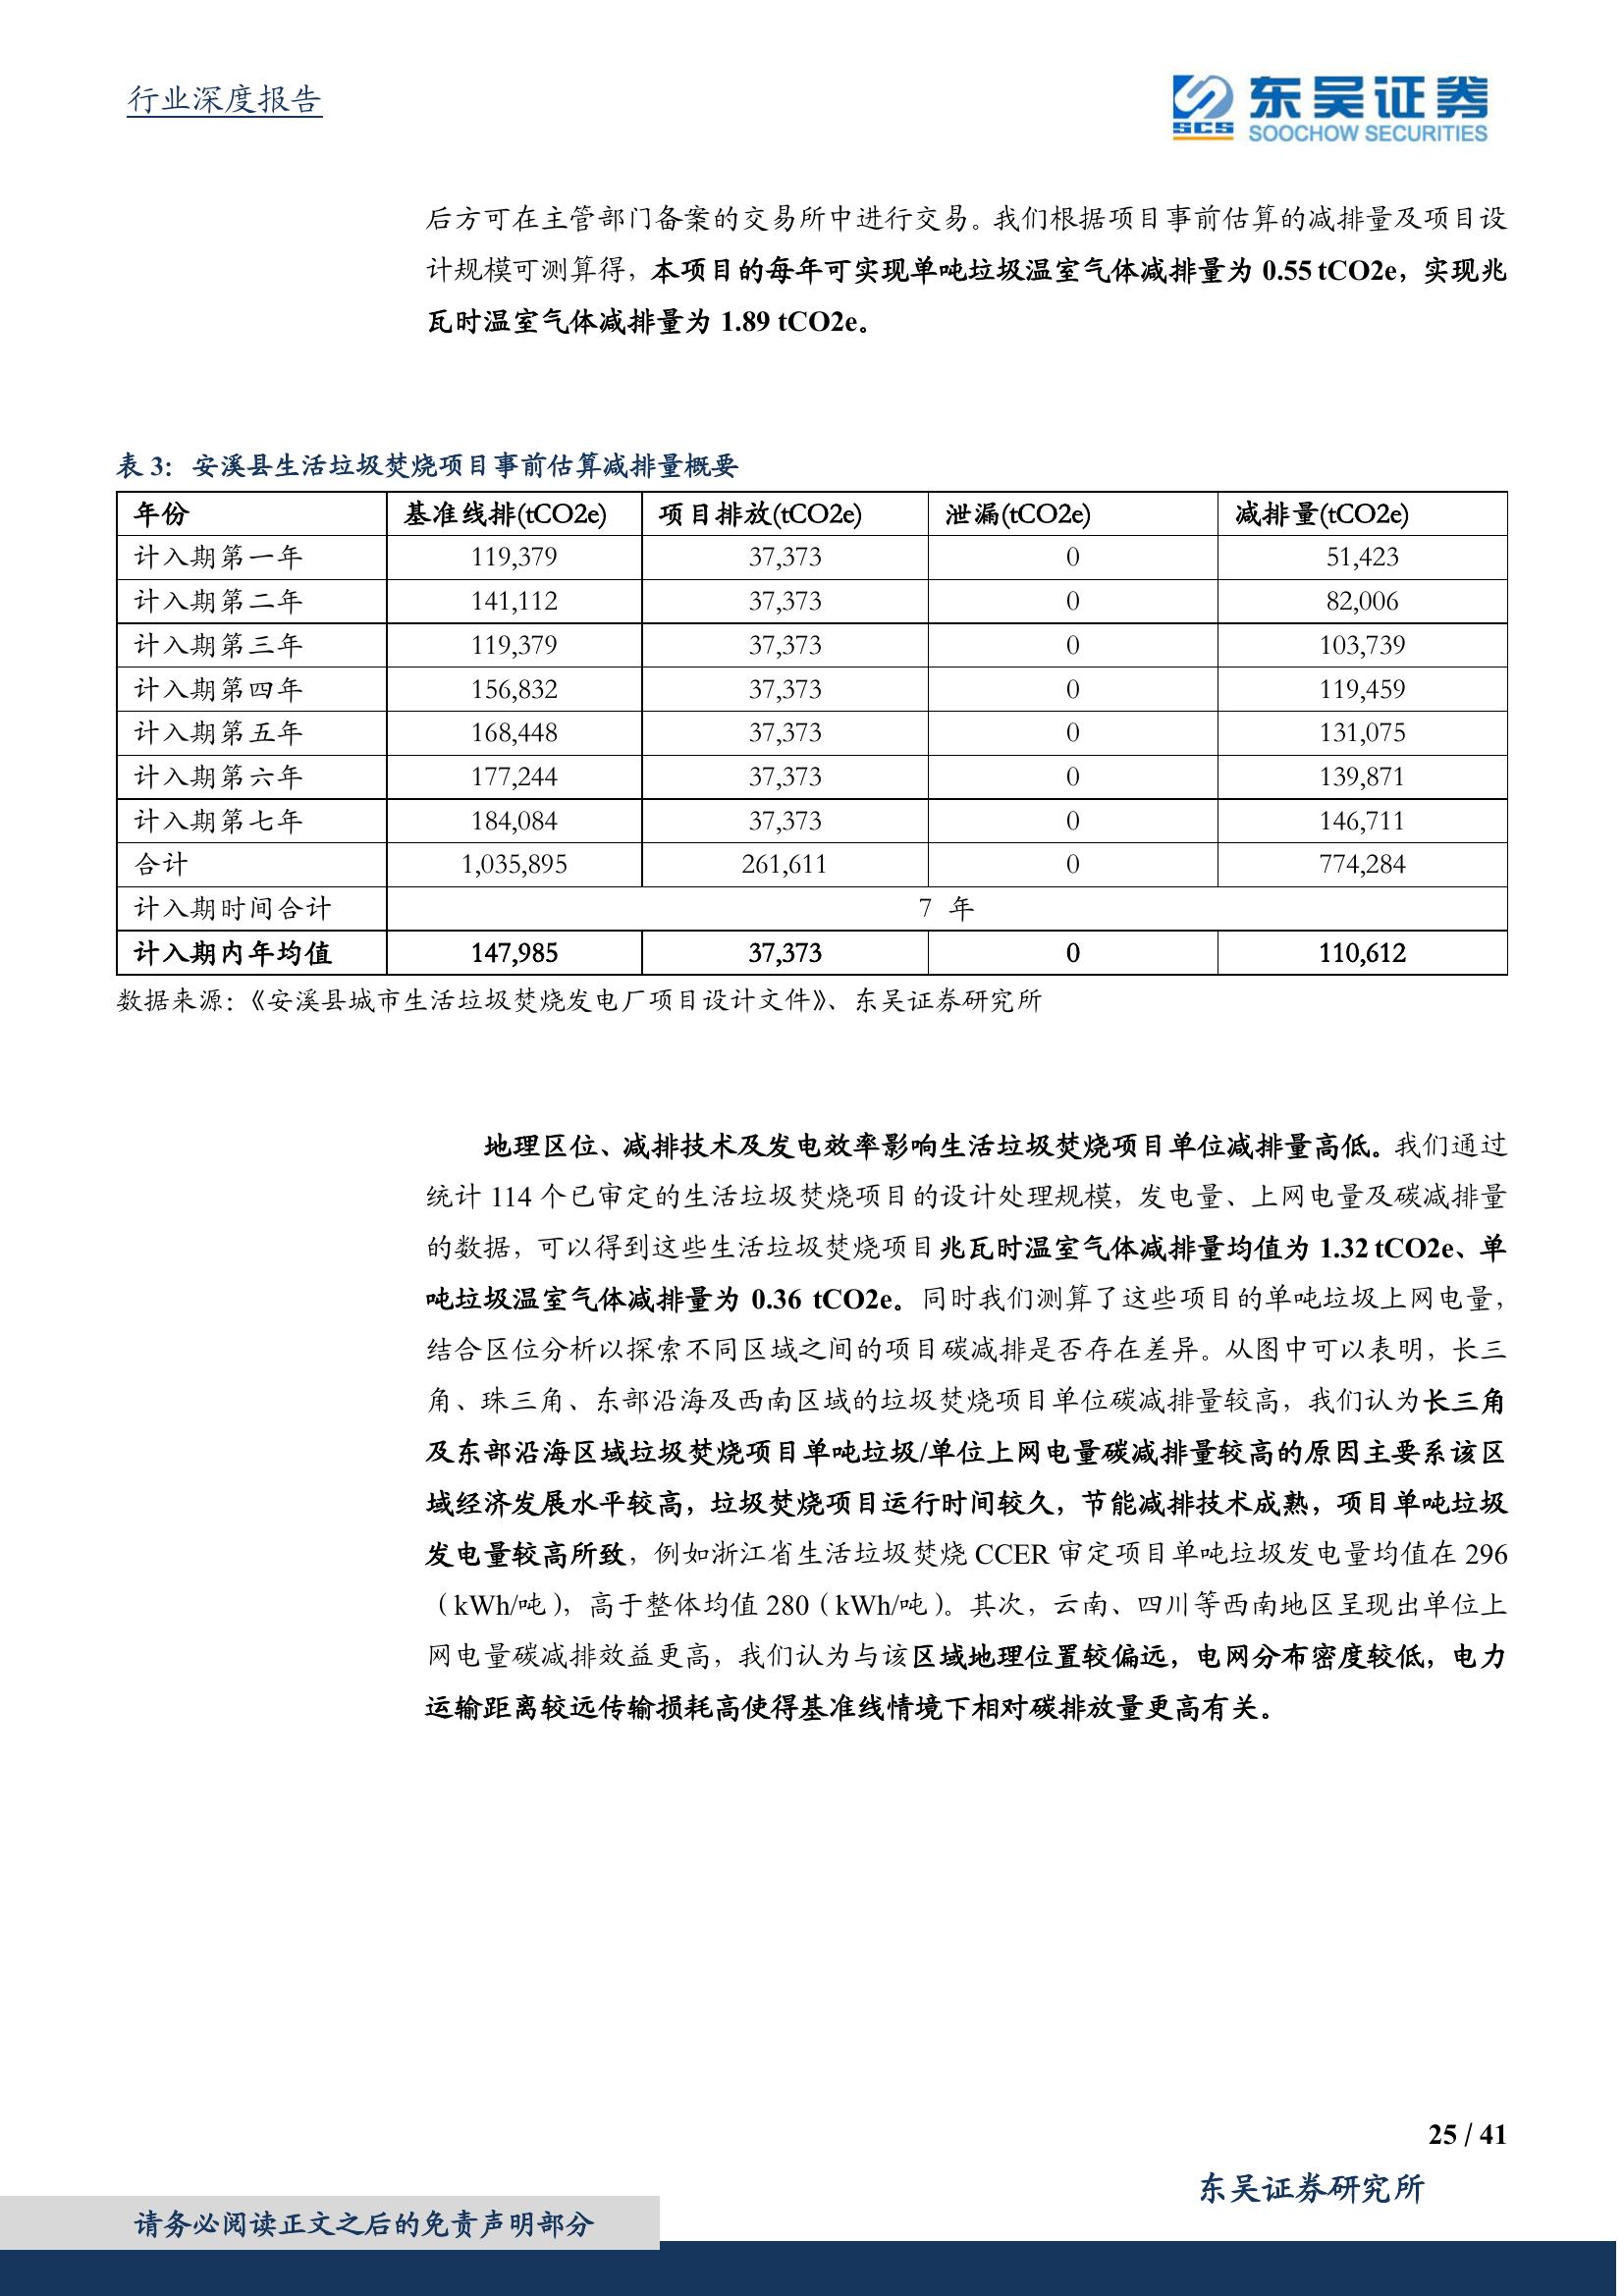 行业深度报告
SCS 东吴证券
SOOCHOW SECURITIES
后方可在主管部门备案的交易所中进行交易。我们根据项目事前估算的减排量及项目设
计规模可测算得，本项目的每年可实现单吨垃圾温室气体减排量为 0.55 tCO2e，实现兆
瓦时温室气体减排量为 1.89 tCO2e。
表 3：安溪县生活垃圾焚烧项目事前估算减排量概要
年份 基准线排(tCO2e) 项目排放(tCO2e) 泄漏(tCO2e) 减排量(tCO2e)
计入期第一年 119,379 37,373 0 51,423
计入期第二年 141,112 37,373 0 82,006
计入期第三年 119,379 37,373 0 103,739
计入期第四年 156,832 37,373 0 119,459
计入期第五年 168,448 37,373 0 131,075
计入期第六年 177,244 37,373 0 139,871
计入期第七年 184,084 37,373 0 146,711
合计 1,035,895 261,611 0 774,284
计入期时间合计 7 年
计入期内年均值 147,985 37,373 0 110,612
数据来源：《安溪县城市生活垃圾焚烧发电厂项目设计文件》、东吴证券研究所
地理区位、减排技术及发电效率影响生活垃圾焚烧项目单位减排量高低。我们通过
统计 114 个已审定的生活垃圾焚烧项目的设计处理规模，发电量、上网电量及碳减排量
的数据，可以得到这些生活垃圾焚烧项目兆瓦时温室气体减排量均值为 1.32 tCO2e、单
吨垃圾温室气体减排量为 0.36 tCO2e。同时我们测算了这些项目的单吨垃圾上网电量，
结合区位分析以探索不同区域之间的项目碳减排是否存在差异。从图中可以表明，长三
角、珠三角、东部沿海及西南区域的垃圾焚烧项目单位碳减排量较高，我们认为长三角
及东部沿海区域垃圾焚烧项目单吨垃圾/单位上网电量碳减排量较高的原因主要系该区
域经济发展水平较高，垃圾焚烧项目运行时间较久，节能减排技术成熟，项目单吨垃圾
发电量较高所致，例如浙江省生活垃圾焚烧 CCER 审定项目单吨垃圾发电量均值在 296
（kWh/吨），高于整体均值 280（kWh/吨）。其次，云南、四川等西南地区呈现出单位上
网电量碳减排效益更高，我们认为与该区域地理位置较偏远，电网分布密度较低，电力
运输距离较远传输损耗高使得基准线情境下相对碳排放量更高有关。
25 / 41
东吴证券研究所
请务必阅读正文之后的免责声明部分